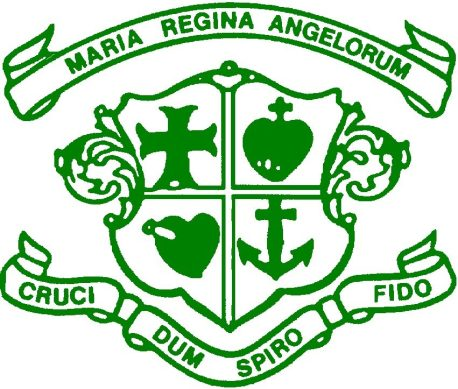 MARIA REGINA ANGELORUM
CRUCI DUM SPIRO FIDO